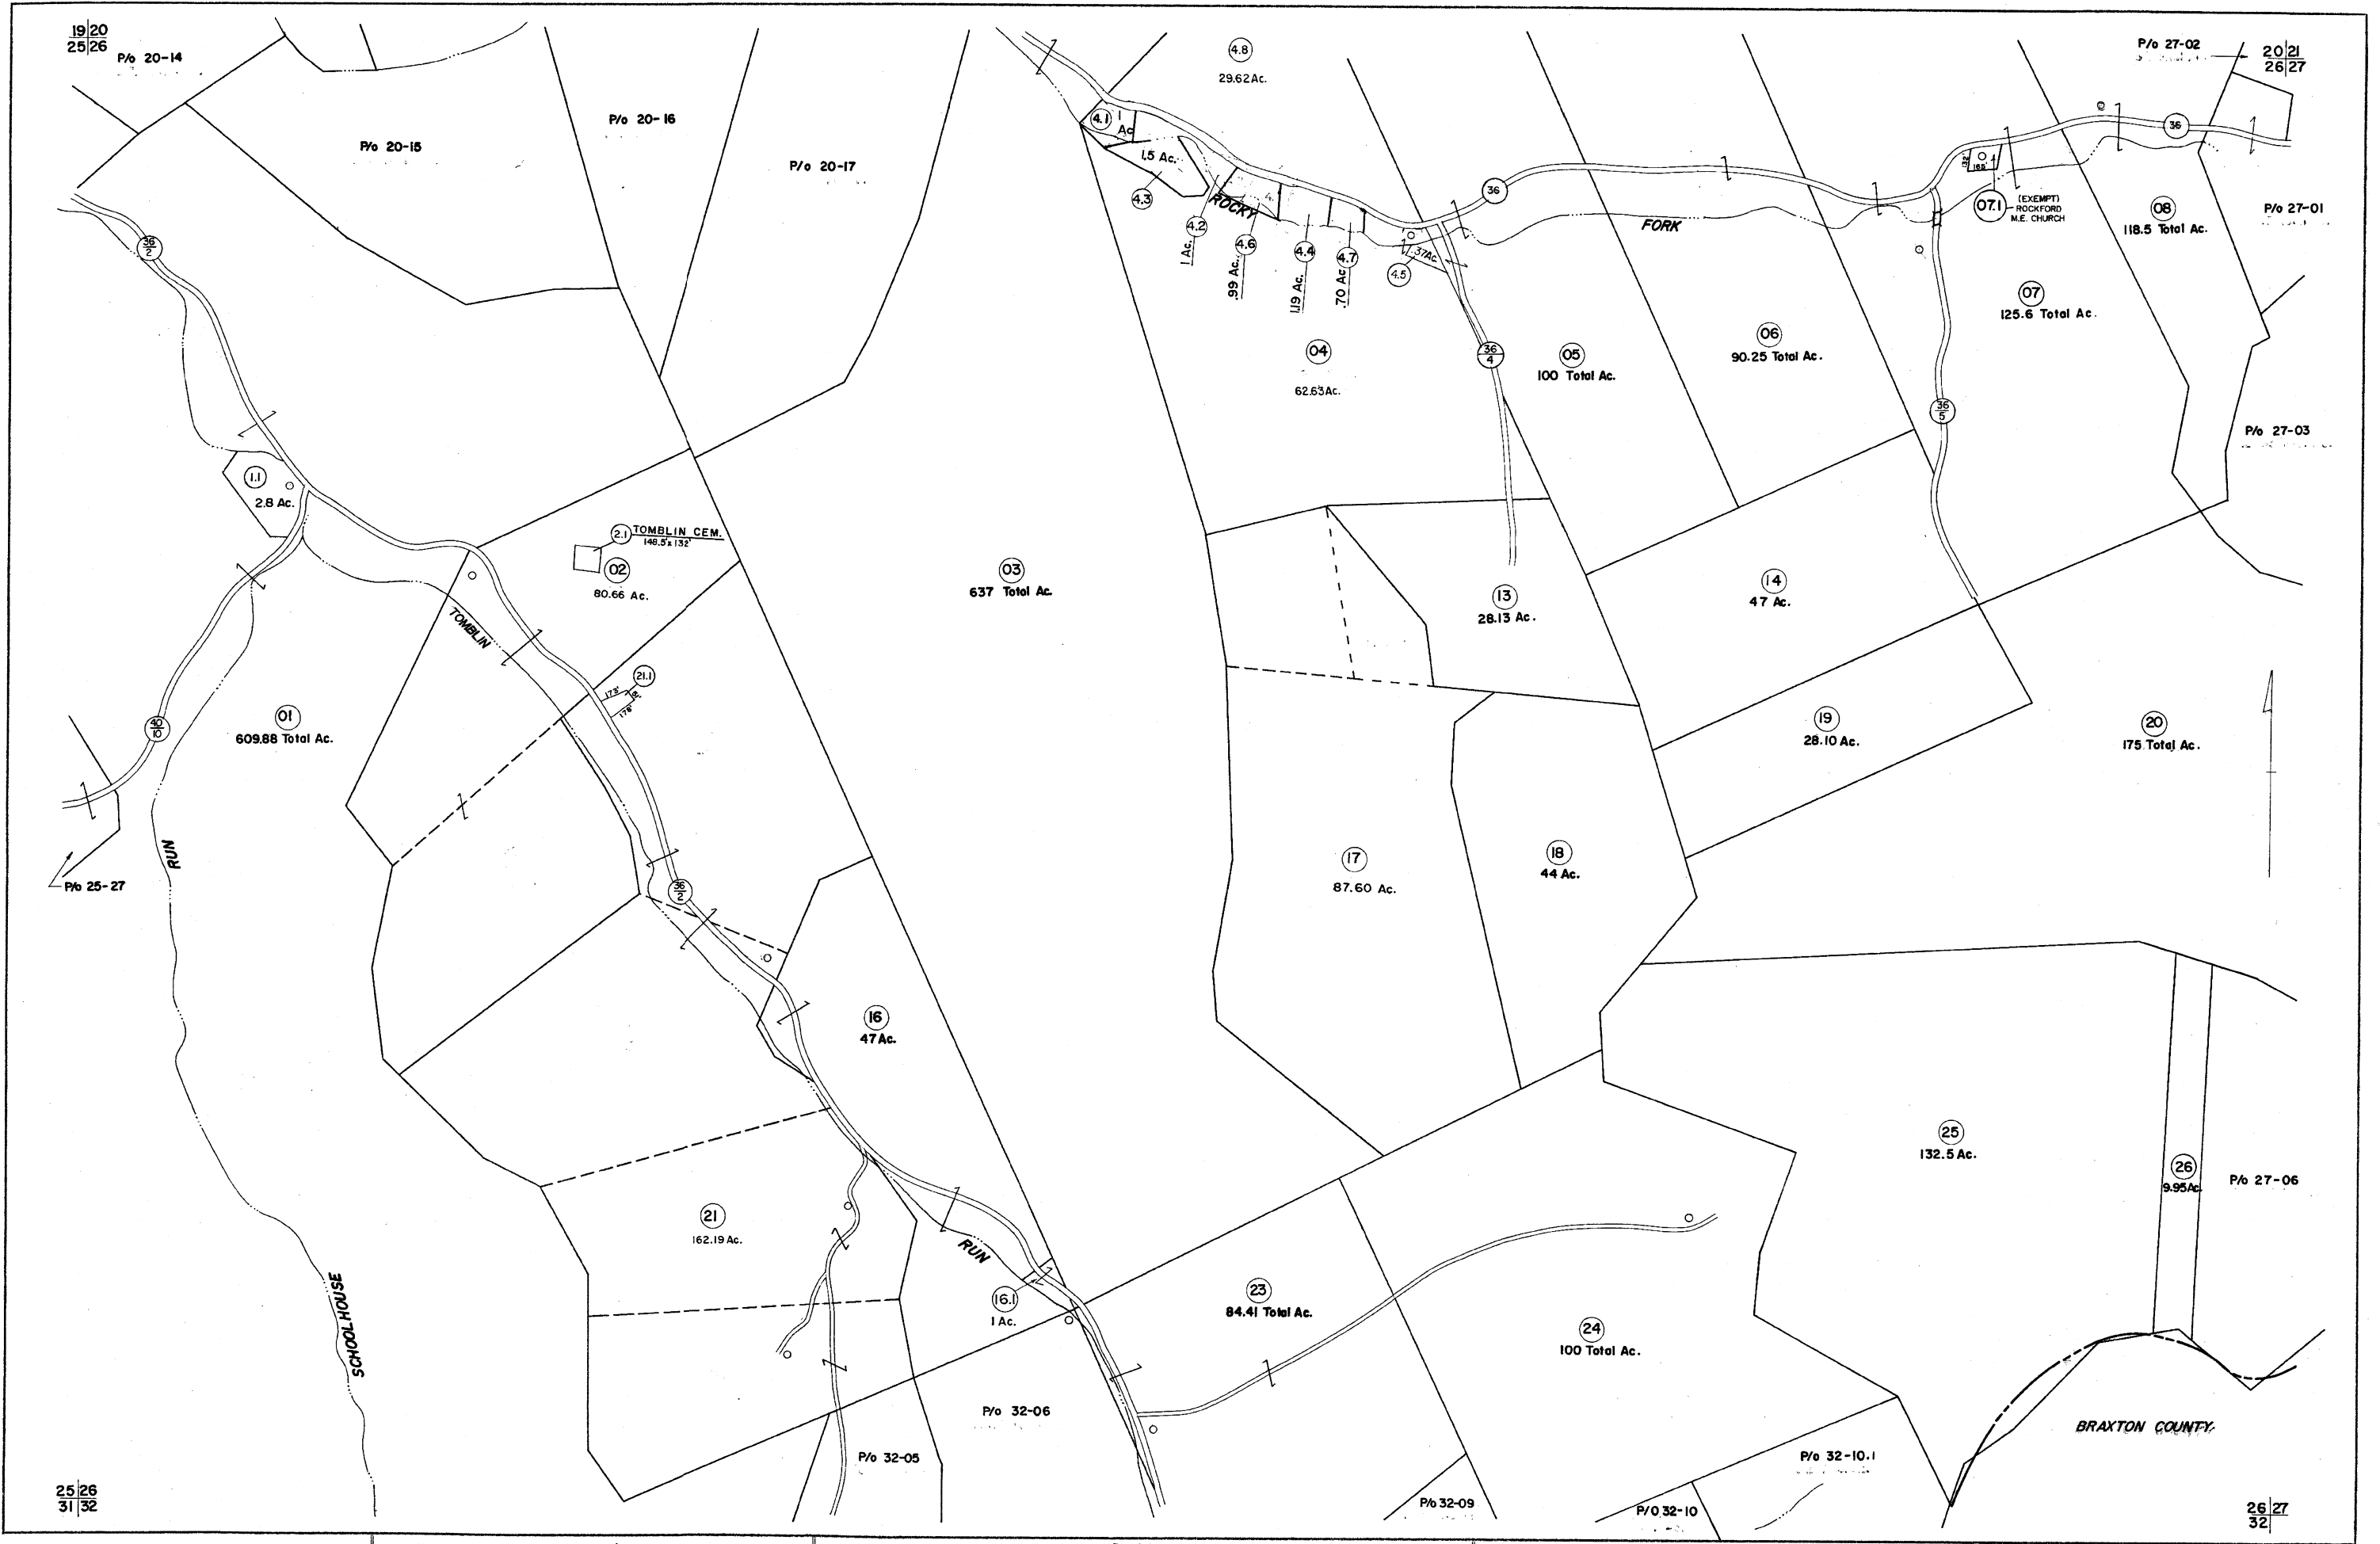 19 20
25 26
P/o 20-14
P/o 20-15
P/o 20-16
P/o 20-17
4.8
29.62 Ac.
P/o 27-02
20 21
26 27
4.1
1
Ac
1.5 Ac.
4.3
4.2
1 Ac.
ROCKY
4.6
.99 Ac.
4.4
1.19 Ac.
4.7
.70 Ac.
4.5
.37 Ac.
36
FORK
36
132'
165'
07.1
(EXEMPT)
ROCKFORD
M.E. CHURCH
08
118.5 Total Ac.
P/o 27-01
36
2
04
62.63 Ac.
36
4
05
100 Total Ac.
06
90.25 Total Ac.
07
125.6 Total Ac.
36
5
P/o 27-03
1.1
2.8 Ac.
2.1
TOMBLIN CEM.
148.5' x 132'
02
80.66 Ac.
03
637 Total Ac.
13
28.13 Ac.
14
47 Ac.
TOMBLIN
173'
61'
178'
21.1
01
609.88 Total Ac.
40
10
19
28.10 Ac.
20
175 Total Ac.
RUN
P/o 25-27
36
2
17
87.60 Ac.
18
44 Ac.
16
47 Ac.
25
132.5 Ac.
26
9.95 Ac.
P/o 27-06
21
162.19 Ac.
RUN
16.1
1 Ac.
23
84.41 Total Ac.
24
100 Total Ac.
SCHOOLHOUSE
P/o 32-06
P/o 32-05
BRAXTON COUNTY
P/o 32-10.1
P/o 32-09
P/O 32-10
25 26
31 32
26 27
32